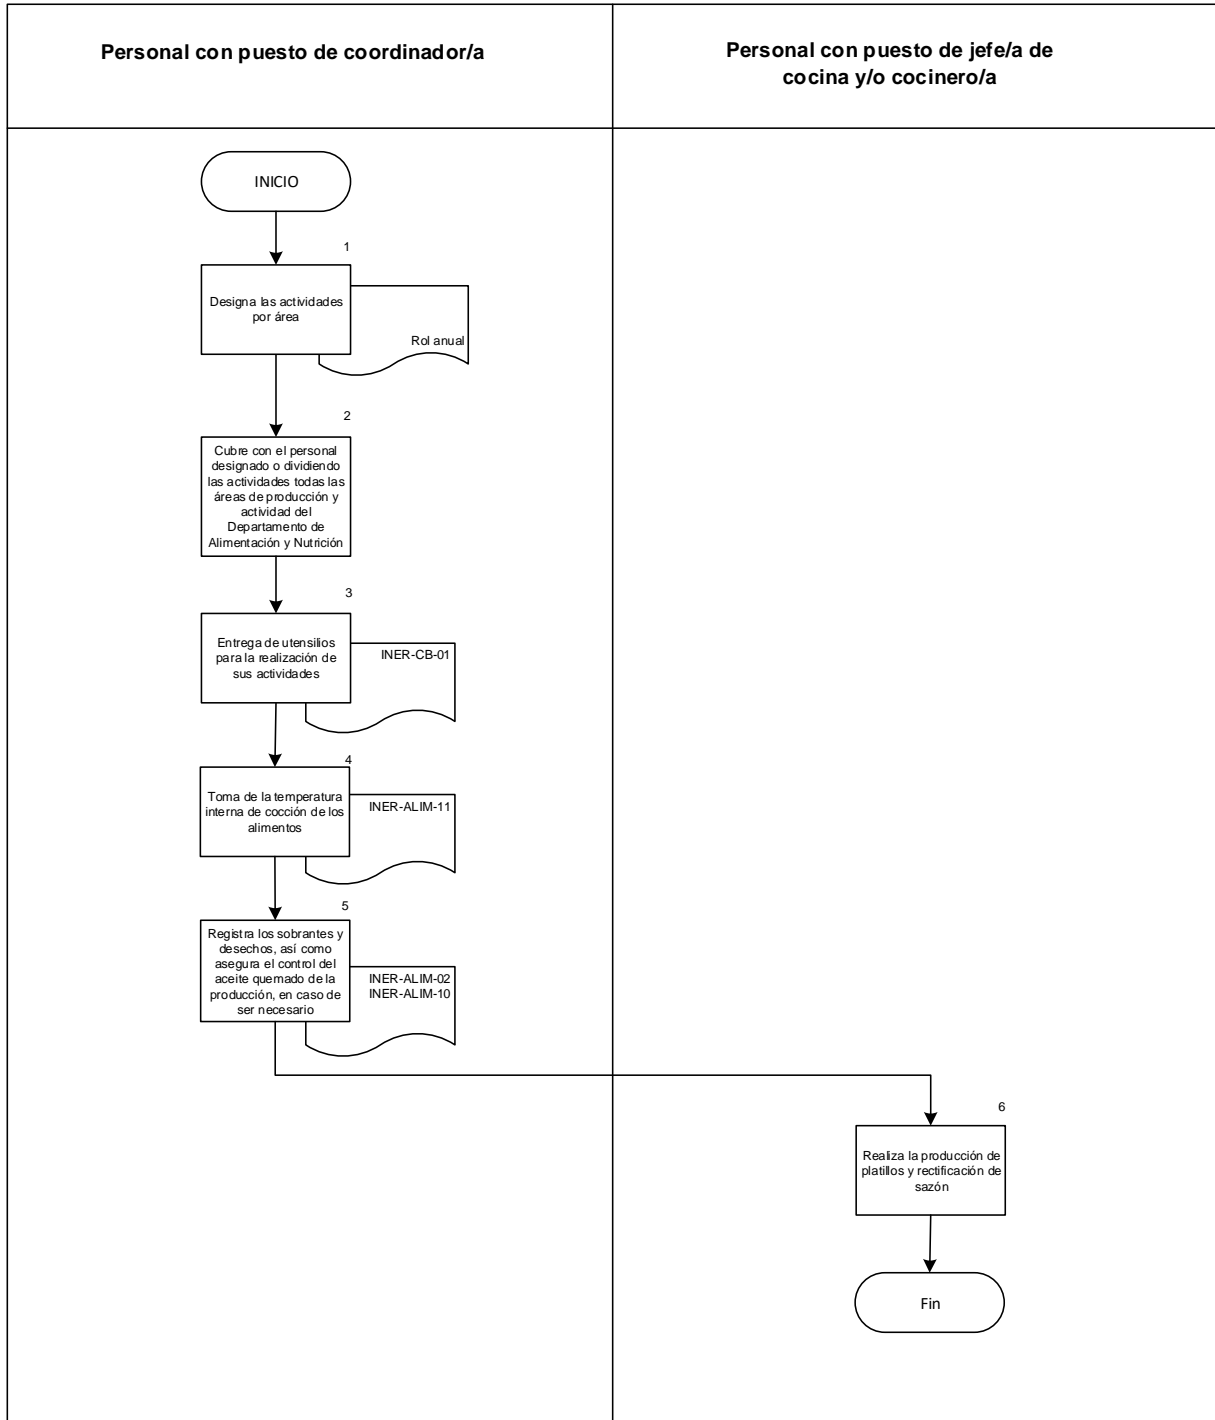 Personal con puesto de coordinador/a
Personal con puesto de jefe/a de
cocina y/o cocinero/a
INICIO
1
Designa las actividades
por área
Rol anual
2
Cubre con el personal
designado o dividiendo
las actividades todas las
áreas de producción y
actividad del
Departamento de
Alimentación y Nutrición
3
Entrega de utensilios
para la realización de
sus actividades
INER-CB-01
4
Toma de la temperatura
interna de cocción de los
alimentos
INER-ALIM-11
5
Registra los sobrantes y
desechos, así como
asegura el control del
aceite quemado de la
producción, en caso de
ser necesario
INER-ALIM-02
INER-ALIM-10
6
Realiza la producción de
platillos y rectificación de
sazón
Fin